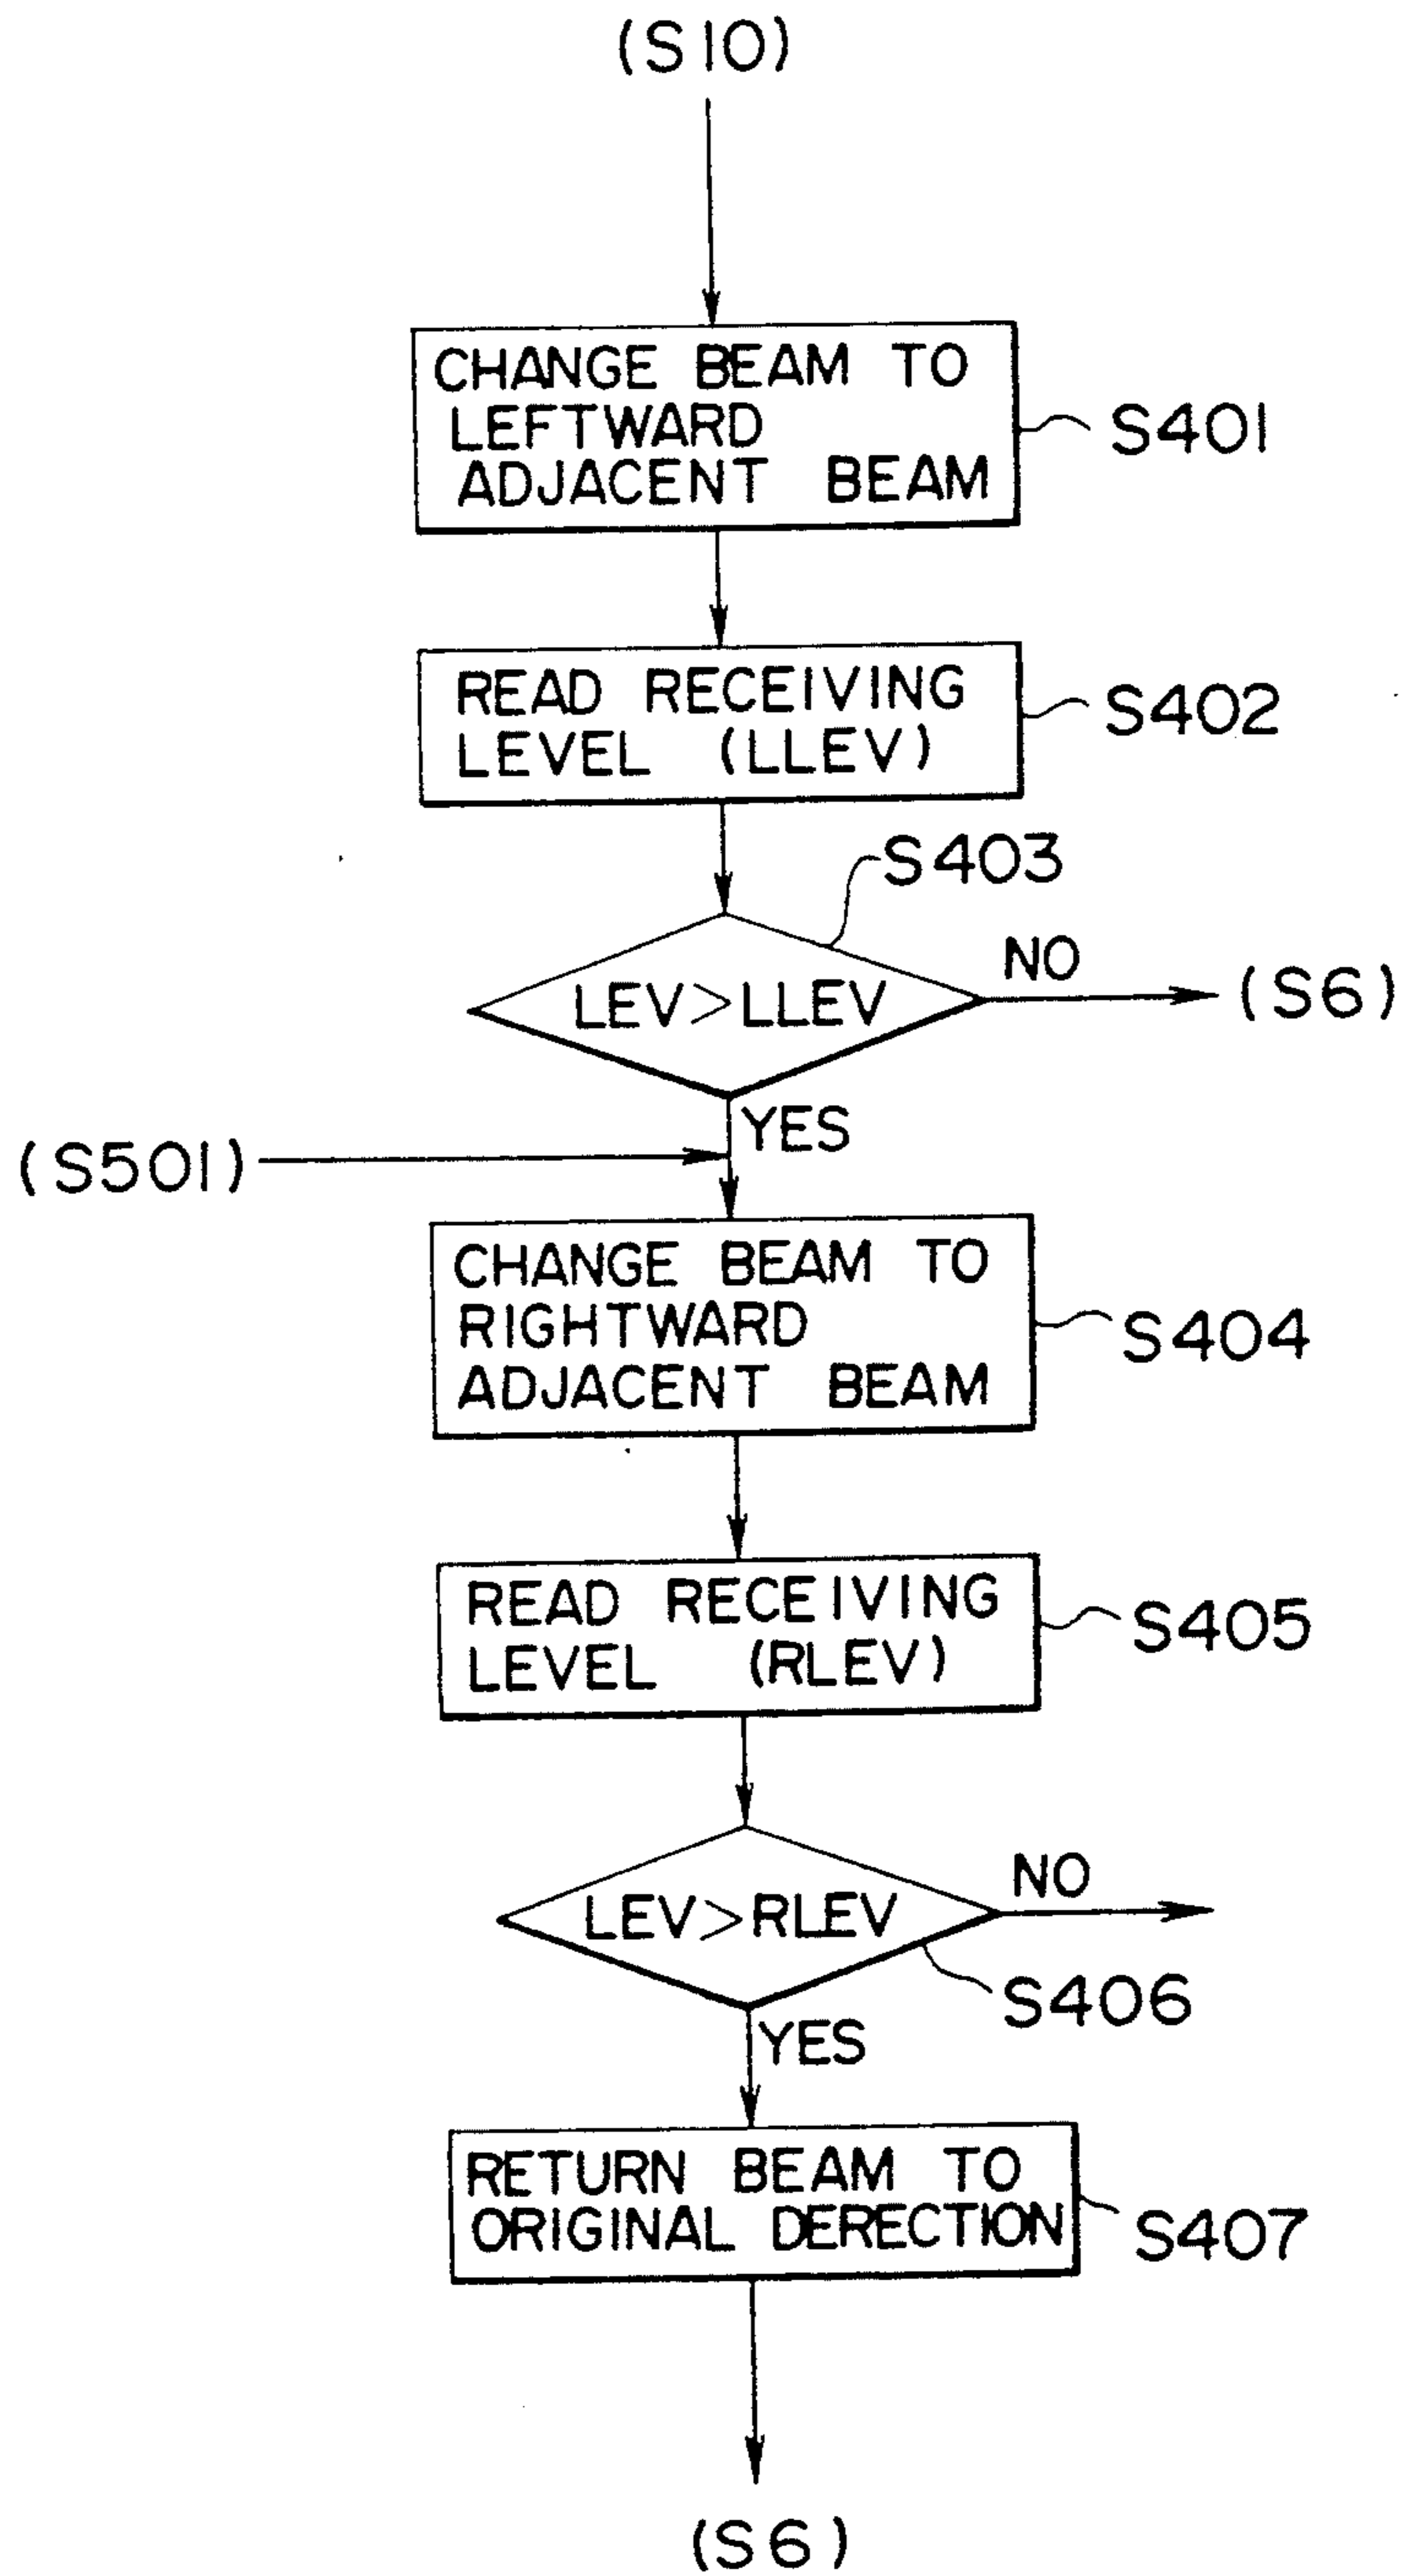 (S10)
CHANGE BEAM TO
LEFTWARD
ADJACENT BEAM
S401
READ RECEIVING
LEVEL (LLEV)
S402
S403
LEV>LLEV
NO
(S6)
YES
(S501)
CHANGE BEAM TO
RIGHTWARD
ADJACENT BEAM
S404
READ RECEIVING
LEVEL (RLEV)
S405
LEV>RLEV
NO
S406
YES
RETURN BEAM TO
ORIGINAL DERECTION
S407
(S6)